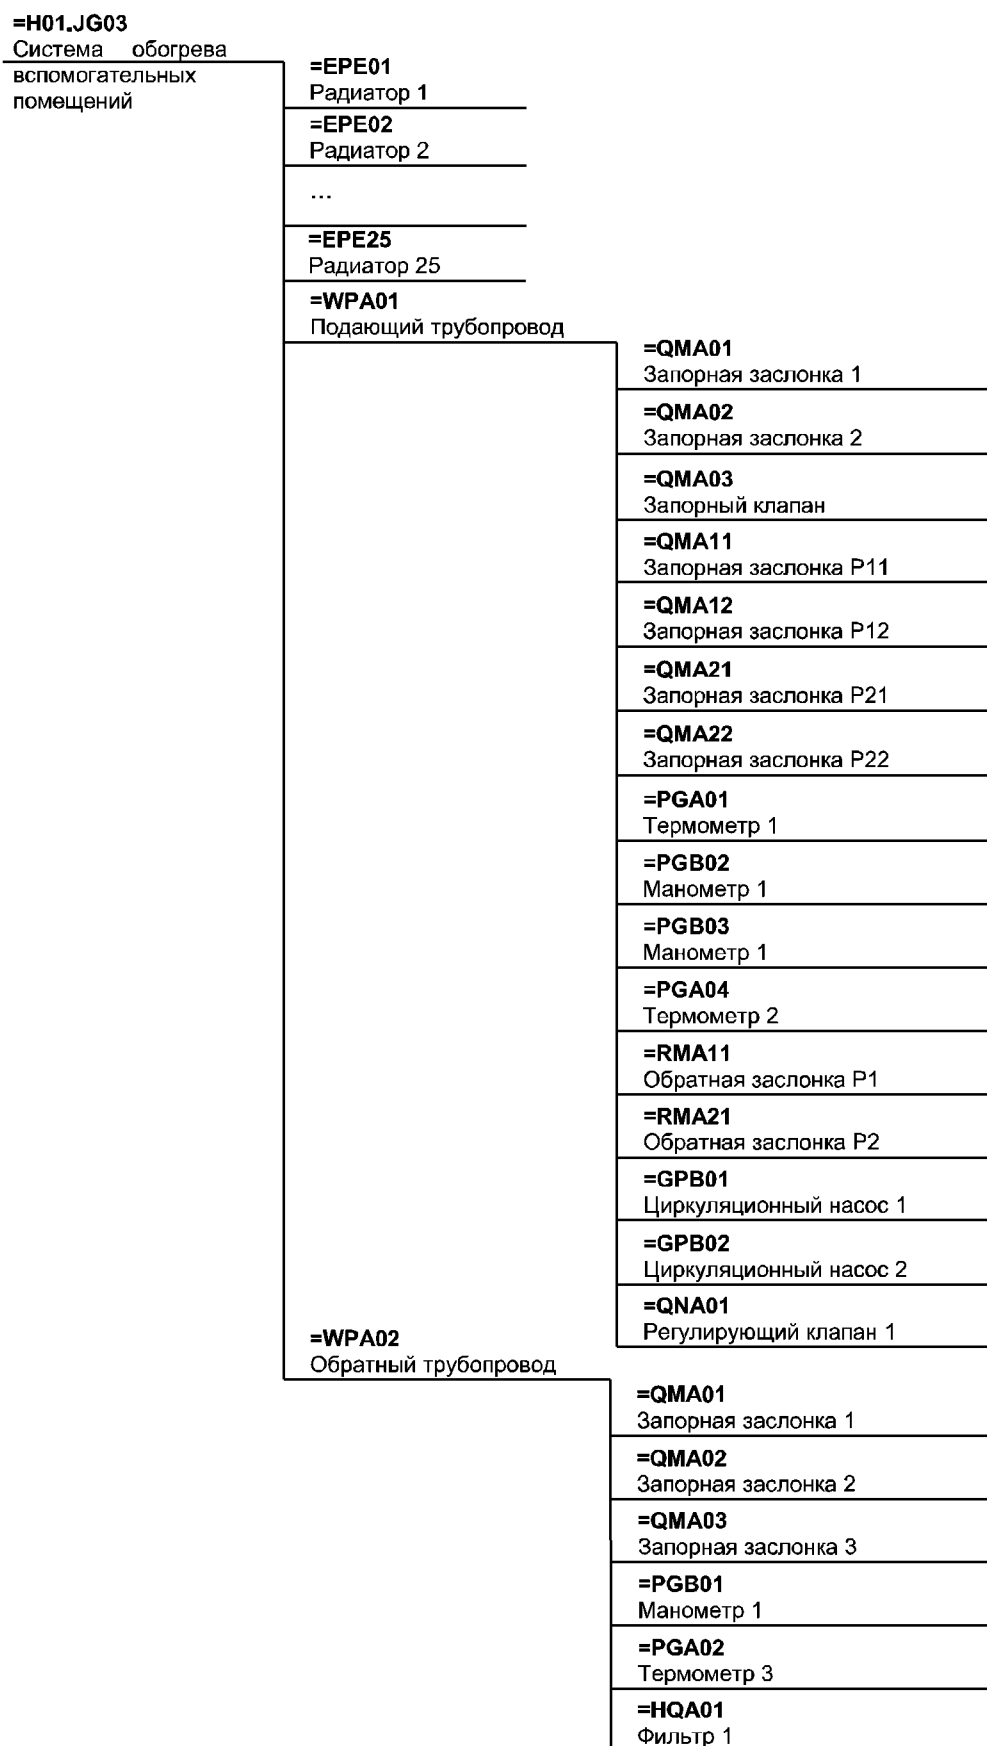 =H01.JG03
Система обогрева
вспомогательных
помещений
=EPE01
Радиатор 1
=EPE02
Радиатор 2
...
=EPE25
Радиатор 25
=WPA01
Подающий трубопровод
=QMA01
Запорная заслонка 1
=QMA02
Запорная заслонка 2
=QMA03
Запорный клапан
=QMA11
Запорная заслонка P11
=QMA12
Запорная заслонка P12
=QMA21
Запорная заслонка P21
=QMA22
Запорная заслонка P22
=PGA01
Термометр 1
=PGB02
Манометр 1
=PGB03
Манометр 1
=PGA04
Термометр 2
=RMA11
Обратная заслонка P1
=RMA21
Обратная заслонка P2
=GPB01
Циркуляционный насос 1
=GPB02
Циркуляционный насос 2
=QNA01
Регулирующий клапан 1
=WPA02
Обратный трубопровод
=QMA01
Запорная заслонка 1
=QMA02
Запорная заслонка 2
=QMA03
Запорная заслонка 3
=PGB01
Манометр 1
=PGA02
Термометр 3
=HQA01
Фильтр 1